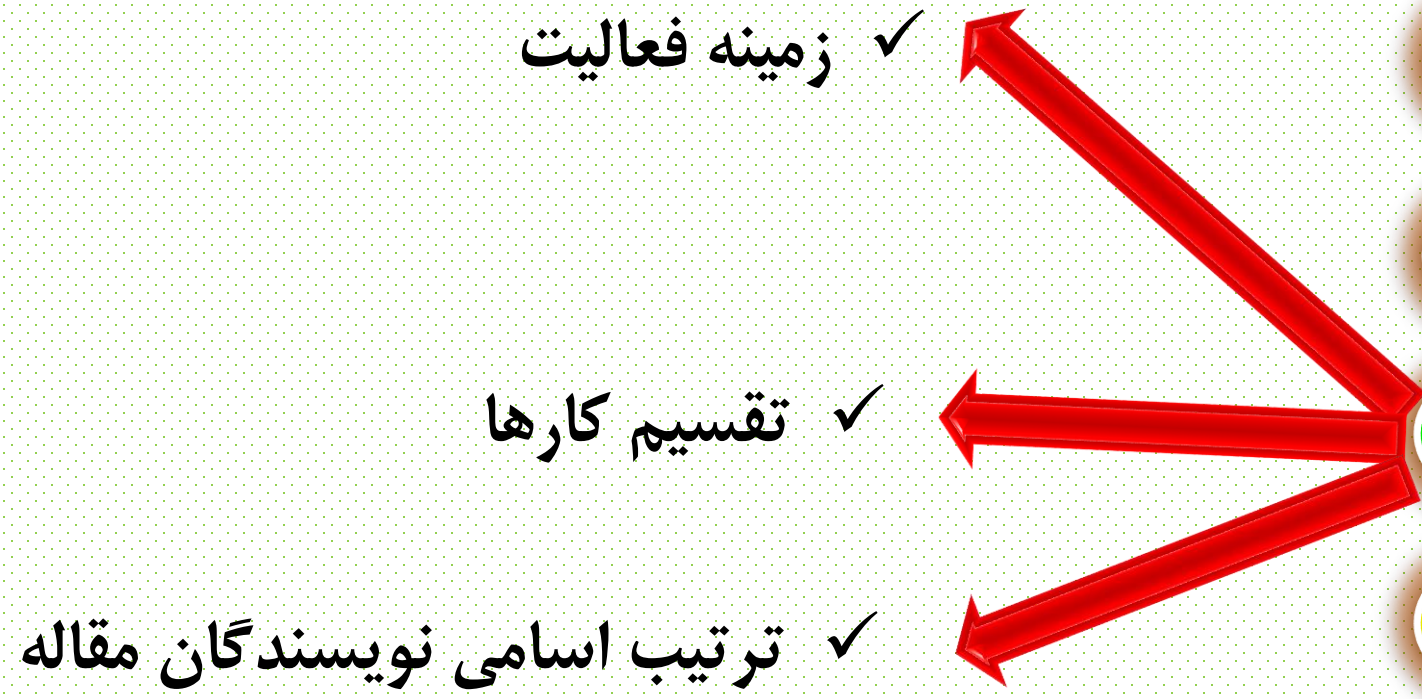 ✓ زمینه فعالیت
✓ تقسیم کارها
✓ ترتیب اسامی نویسندگان مقاله